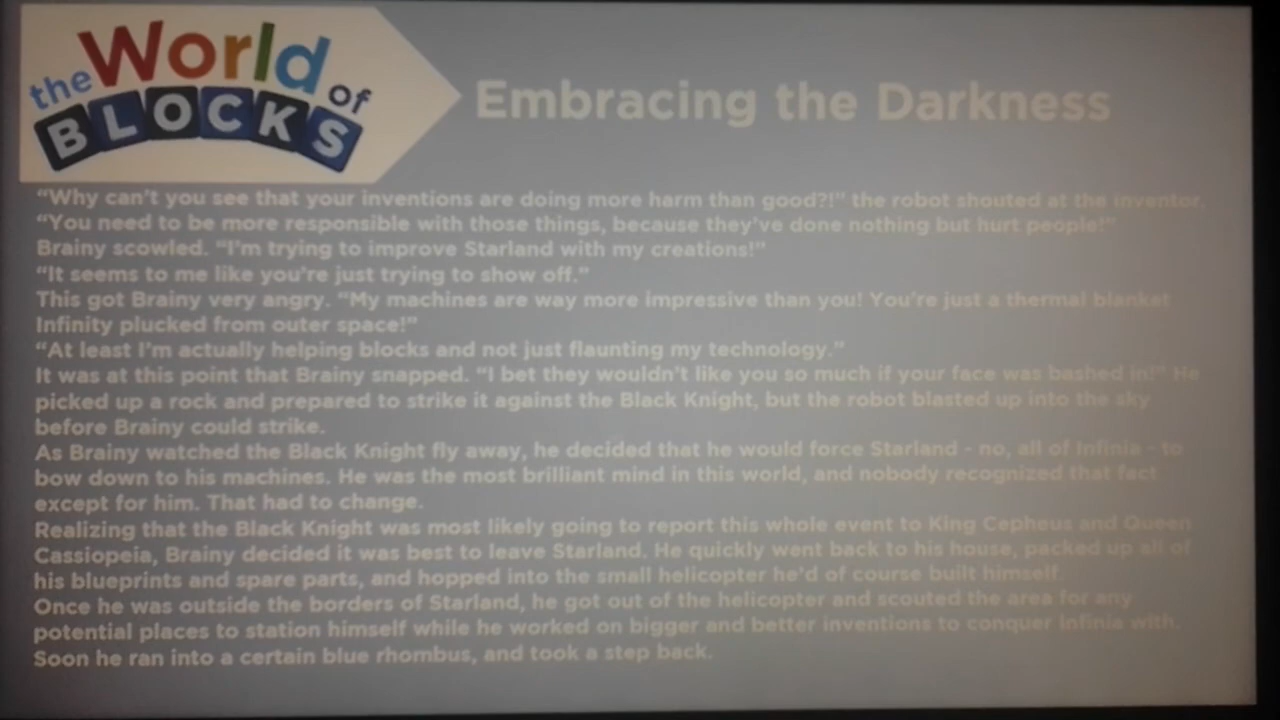 the World of
BLOCKS
Embracing the Darkness
“Why can’t you see that your inventions are doing more harm than good?!” the robot shouted at the inventor.
“You need to be more responsible with those things, because they’ve done nothing but hurt people!”
Brainy scowled. “I’m trying to improve Starland with my creations!”
“It seems to me like you’re just trying to show off.”
This got Brainy very angry. “My machines are way more impressive than you! You’re just a thermal blanket
Infinity plucked from outer space!”
“At least I’m actually helping blocks and not just flaunting my technology.”
It was at this point that Brainy snapped. “I bet they wouldn’t like you so much if your face was bashed in!” He
picked up a rock and prepared to strike it against the Black Knight, but the robot blasted up into the sky
before Brainy could strike.
As Brainy watched the Black Knight fly away, he decided that he would force Starland - no, all of Infinia - to
bow down to his machines. He was the most brilliant mind in this world, and nobody recognized that fact
except for him. That had to change.
Realizing that the Black Knight was most likely going to report this whole event to King Cepheus and Queen
Cassiopeia, Brainy decided it was best to leave Starland. He quickly went back to his house, packed up all of
his blueprints and spare parts, and hopped into the small helicopter he’d of course built himself.
Once he was outside the borders of Starland, he got out of the helicopter and scouted the area for any
potential places to station himself while he worked on bigger and better inventions to conquer Infinia with.
Soon he ran into a certain blue rhombus, and took a step back.